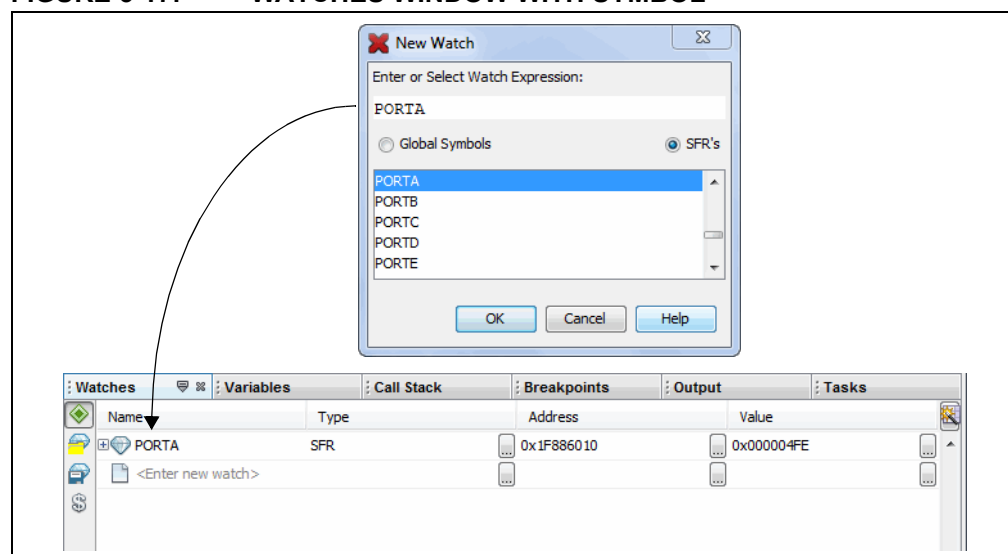 New Watch
Enter or Select Watch Expression:
PORTA
Global Symbols SFR's
PORTA
PORTB
PORTC
PORTD
PORTE
OK Cancel Help
Watches Variables Call Stack Breakpoints Output Tasks
Name Type Address Value
PORTA SFR ... 0x1F886010 ... 0x000004FE ...
<Enter new watch> ... ... ...